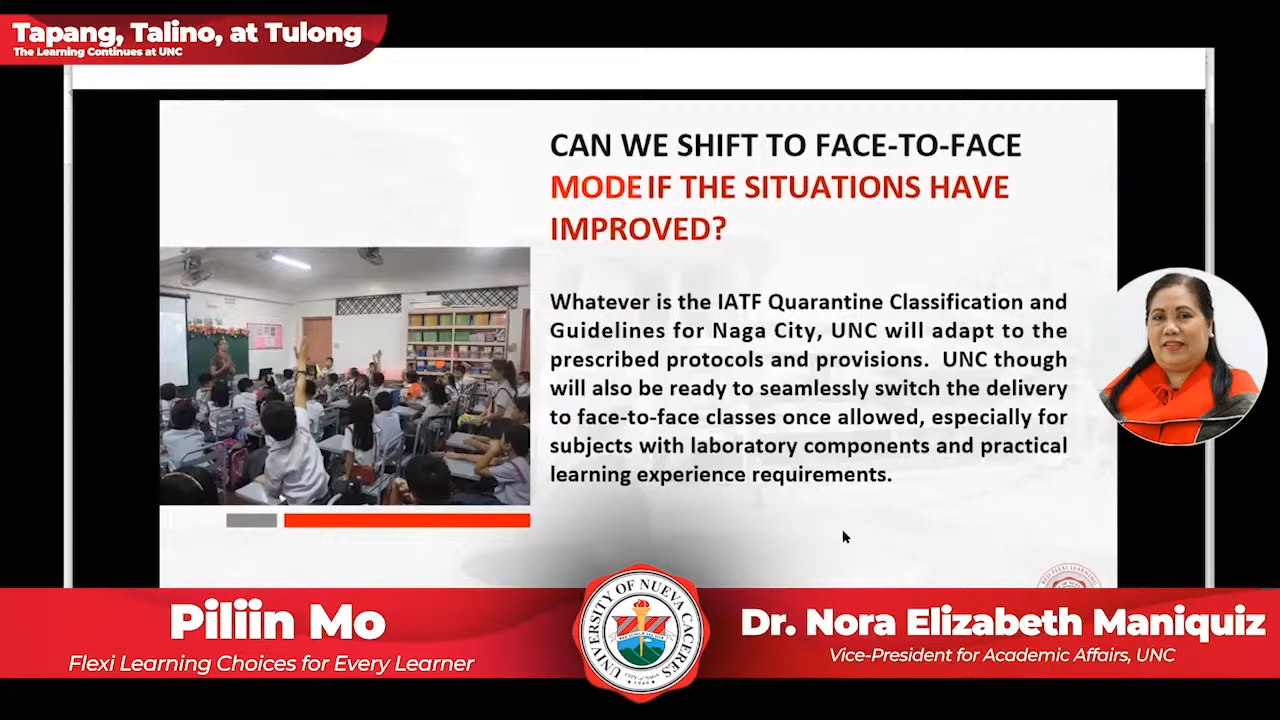 Tapang, Talino, at Tulong
The Learning Continues at UNC
CAN WE SHIFT TO FACE-TO-FACE
MODE IF THE SITUATIONS HAVE
IMPROVED?
Whatever is the IATF Quarantine Classification and
Guidelines for Naga City, UNC will adapt to the
prescribed protocols and provisions. UNC though
will also be ready to seamlessly switch the delivery
to face-to-face classes once allowed, especially for
subjects with laboratory components and practical
learning experience requirements.
Piliin Mo
Flexi Learning Choices for Every Learner
UNIVERSITY OF NUEVA CACERES
CITY of NAGA
1948
Dr. Nora Elizabeth Maniquiz
Vice-President for Academic Affairs, UNC